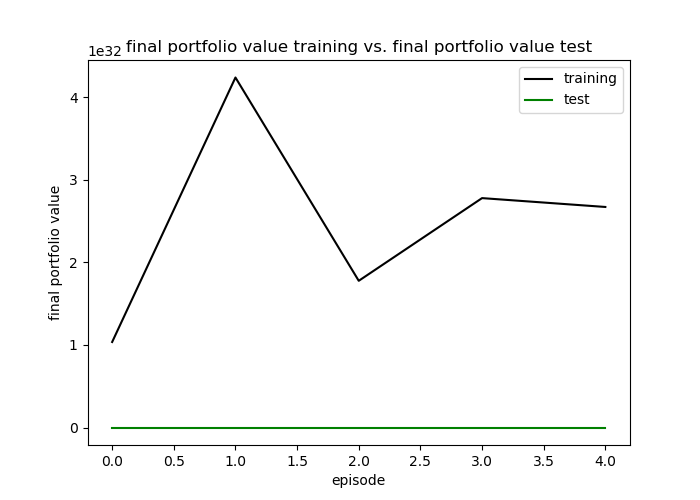 final portfolio value training vs. final portfolio value test
1e32
training
test
4
3
2
1
0
final portfolio value
0.0 0.5 1.0 1.5 2.0 2.5 3.0 3.5 4.0
episode